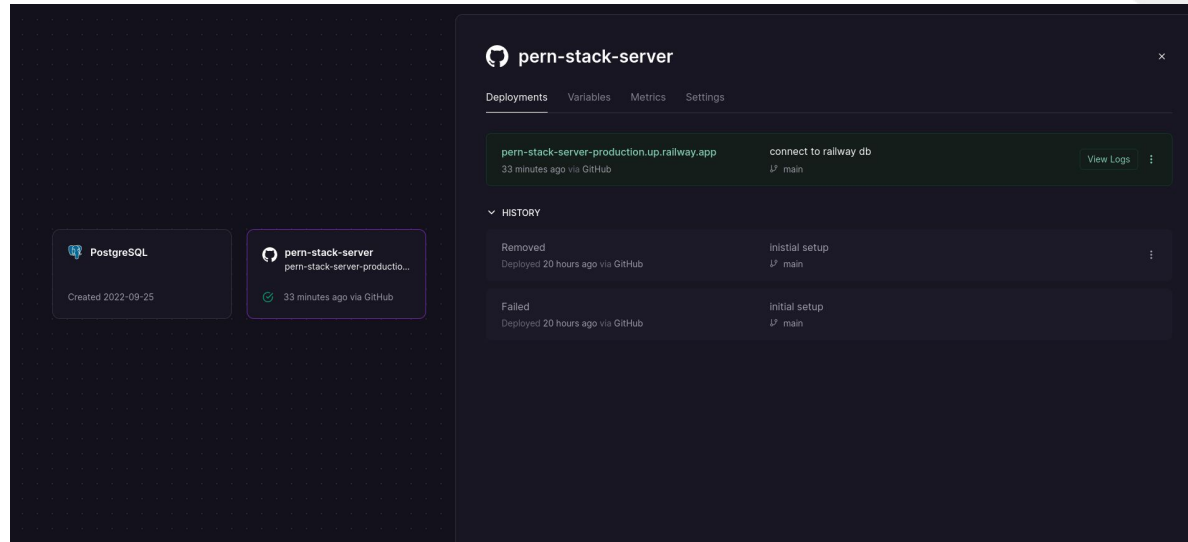 PostgreSQL
Created 2022-09-25
pern-stack-server
pern-stack-server-productio...
33 minutes ago via GitHub
pern-stack-server
Deployments Variables Metrics Settings
pern-stack-server-production.up.railway.app
33 minutes ago via GitHub
connect to railway db
main
View Logs
HISTORY
Removed
Deployed 20 hours ago via GitHub
inistial setup
main
Failed
Deployed 20 hours ago via GitHub
initial setup
main